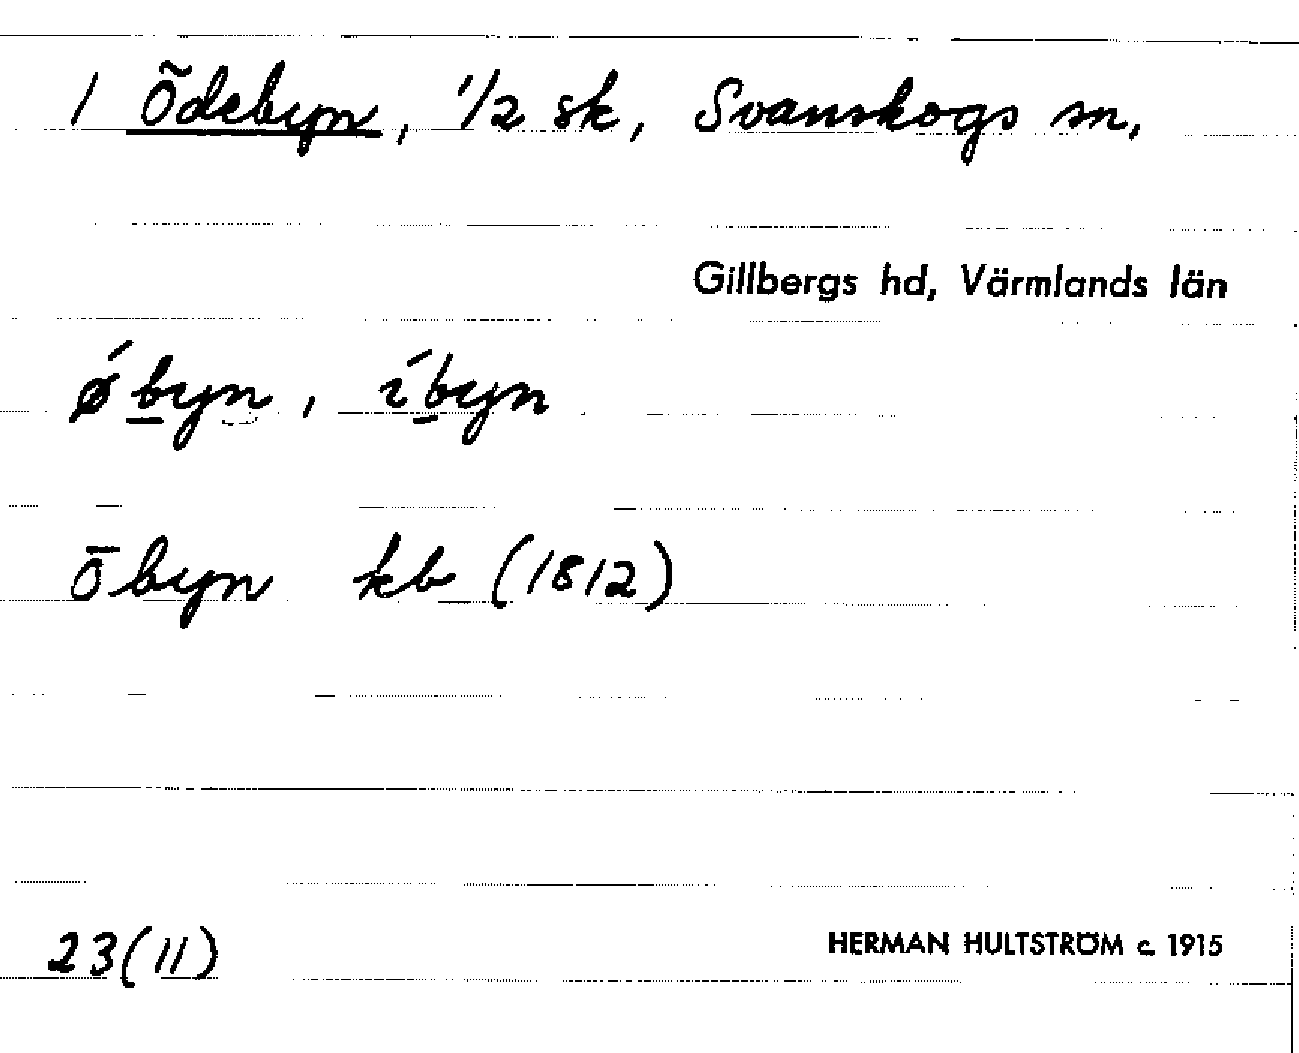 1 Ödebyn, 1/2 sk, Svanskogs sn,
Gillbergs hd, Värmlands län
ǿbyn, íbyn
Öbyn kb (1812)
23(11)
HERMAN HULTSTRÖM c. 1915